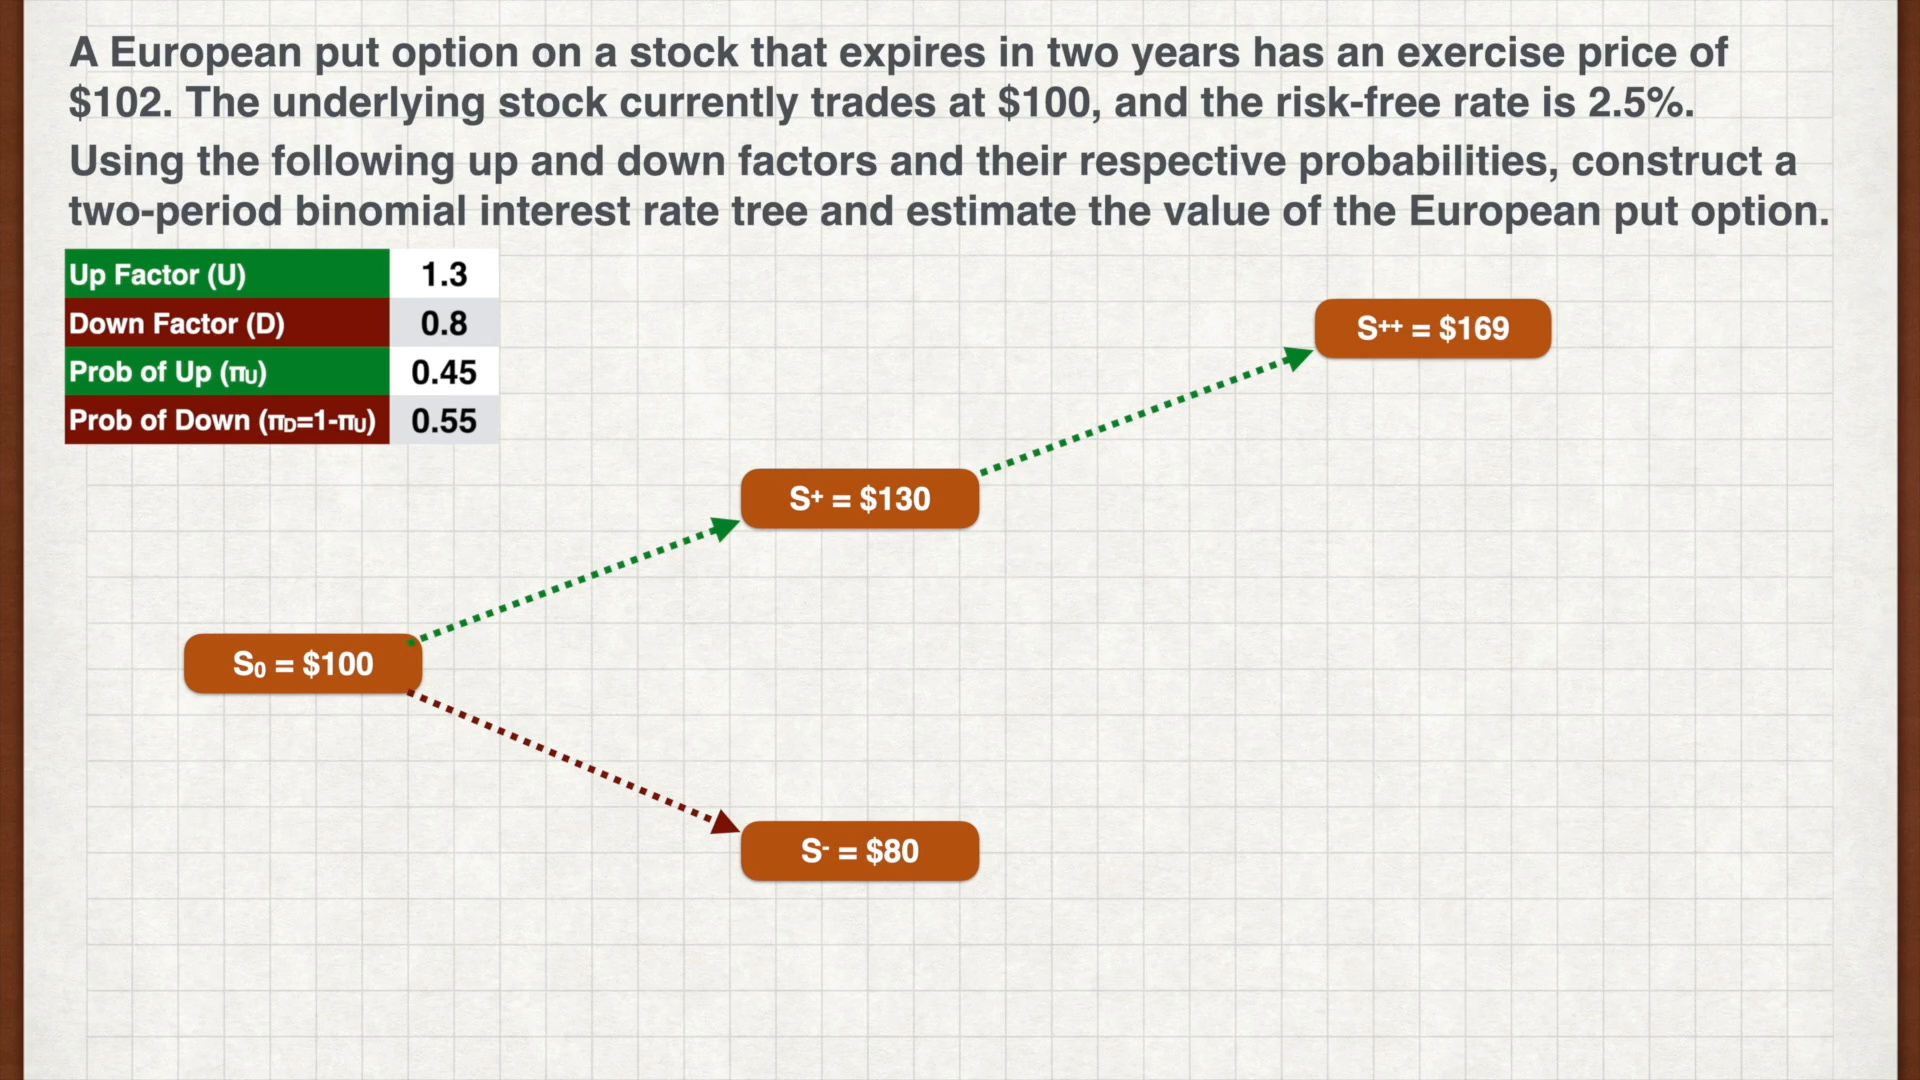 A European put option on a stock that expires in two years has an exercise price of
$102. The underlying stock currently trades at $100, and the risk-free rate is 2.5%.
Using the following up and down factors and their respective probabilities, construct a
two-period binomial interest rate tree and estimate the value of the European put option.
Up Factor (U) 1.3
Down Factor (D) 0.8
Prob of Up (πU) 0.45
Prob of Down (πD=1-πU) 0.55
S++ = $169
S+ = $130
S0 = $100
S- = $80